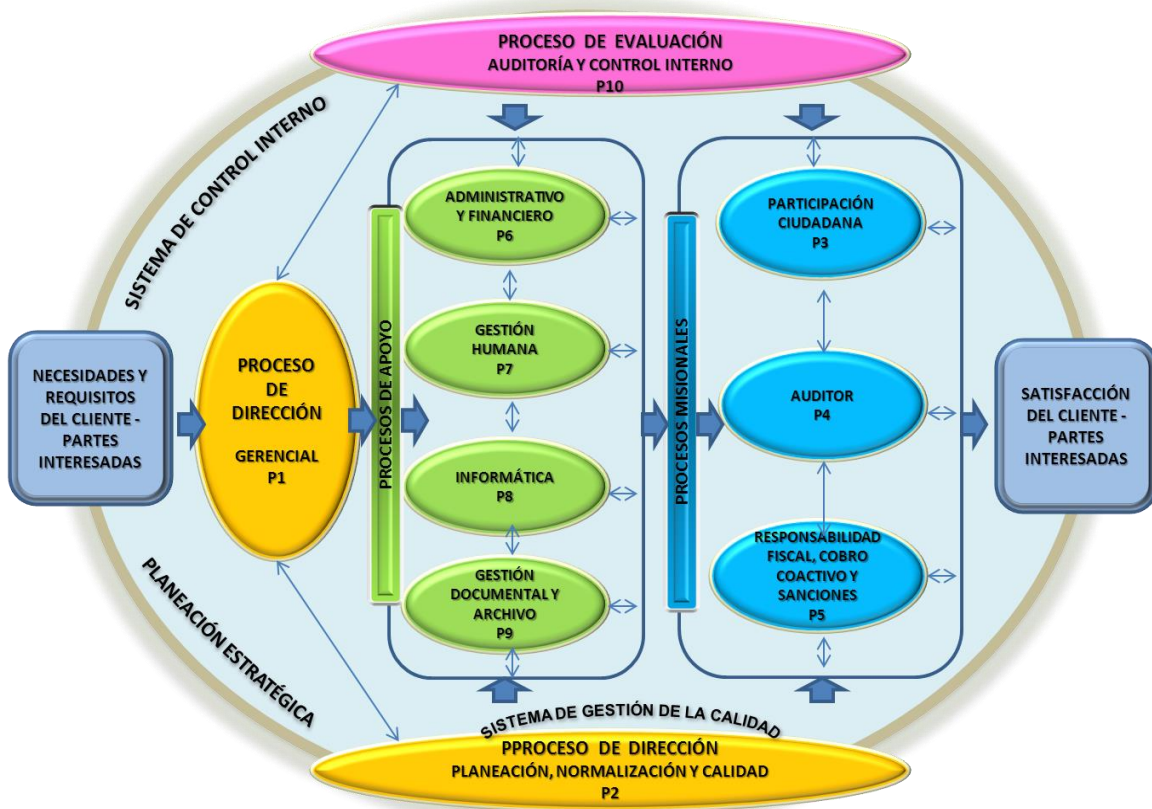 PROCESO DE EVALUACIÓN
AUDITORÍA Y CONTROL INTERNO
P10
SISTEMA DE CONTROL INTERNO
NECESIDADES Y
REQUISITOS
DEL CLIENTE -
PARTES
INTERESADAS
PROCESO
DE
DIRECCIÓN
GERENCIAL
P1
PROCESOS DE APOYO
ADMINISTRATIVO
Y FINANCIERO
P6
GESTIÓN
HUMANA
P7
INFORMÁTICA
P8
GESTIÓN
DOCUMENTAL Y
ARCHIVO
P9
PROCESOS MISIONALES
PARTICIPACIÓN
CIUDADANA
P3
AUDITOR
P4
RESPONSABILIDAD
FISCAL, COBRO
COACTIVO Y
SANCIONES
P5
SATISFACCIÓN
DEL CLIENTE -
PARTES
INTERESADAS
PLANEACIÓN ESTRATÉGICA
SISTEMA DE GESTIÓN DE LA CALIDAD
PPROCESO DE DIRECCIÓN
PLANEACIÓN, NORMALIZACIÓN Y CALIDAD
P2